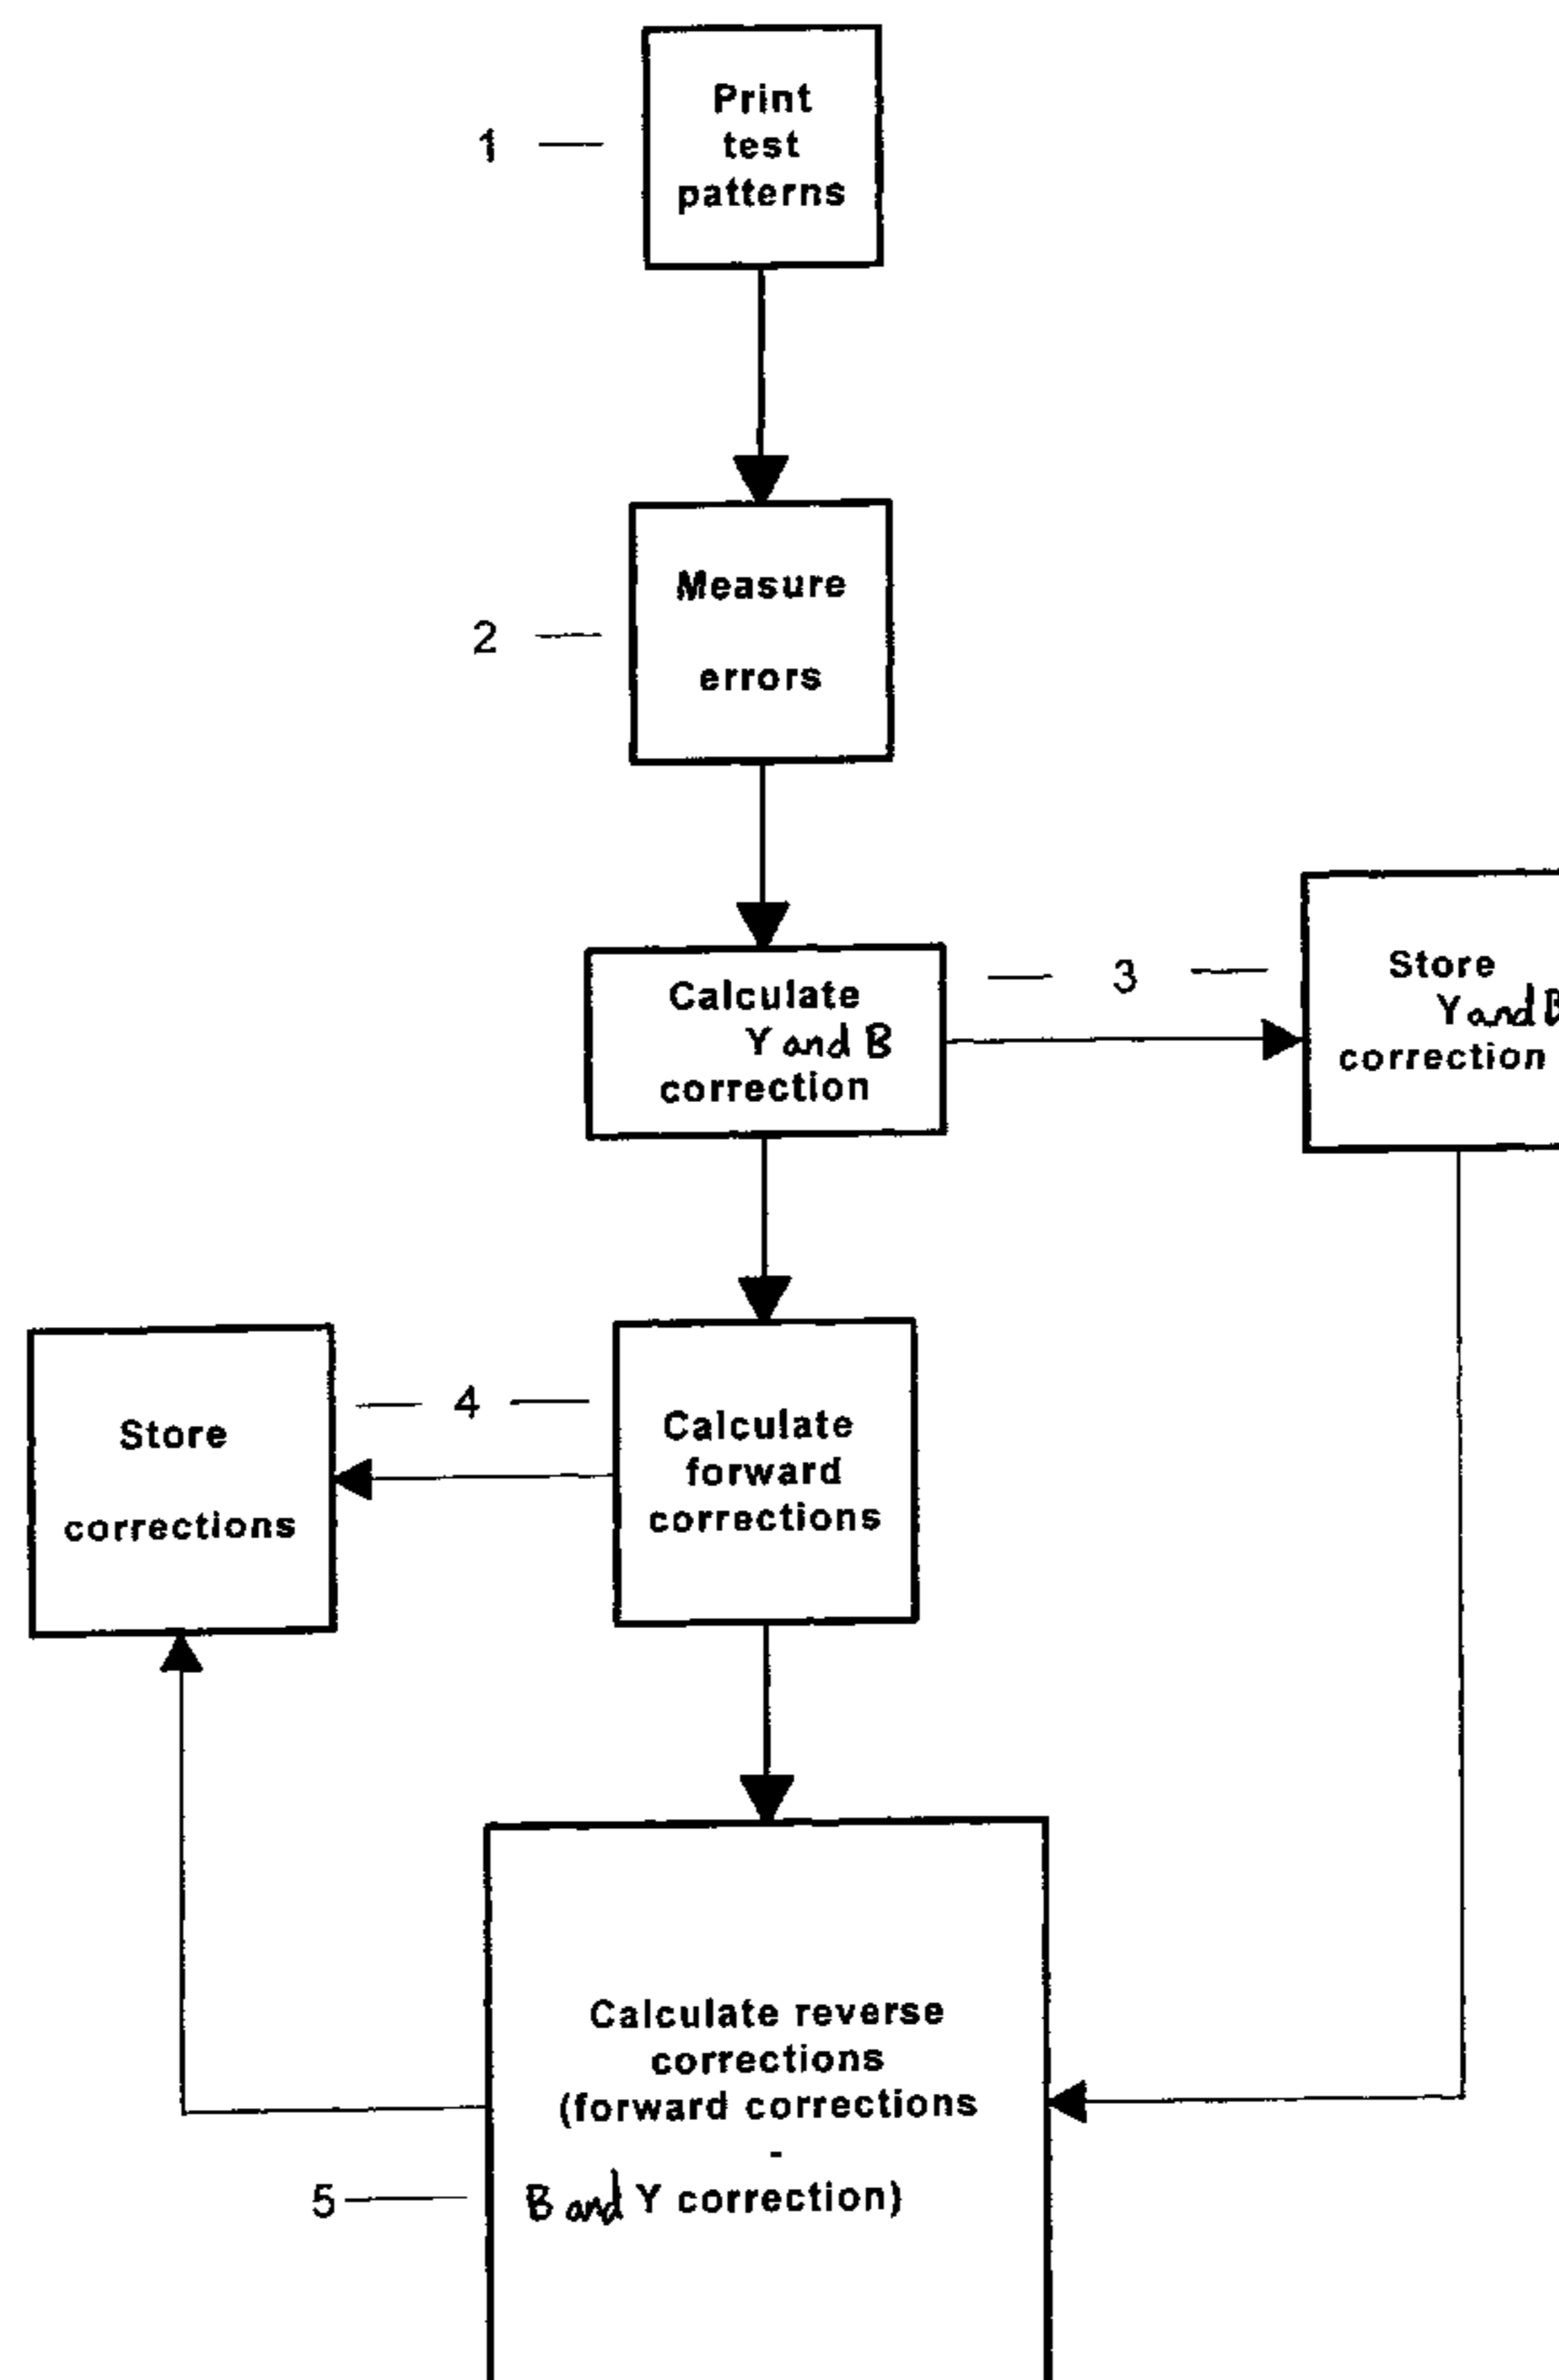 Print
test
patterns
1
Measure
errors
2
Calculate
Y and B
correction
3
Store
Y and B
correction
Store
corrections
4
Calculate
forward
corrections
Calculate reverse
corrections
(forward corrections
-
B and Y correction)
5